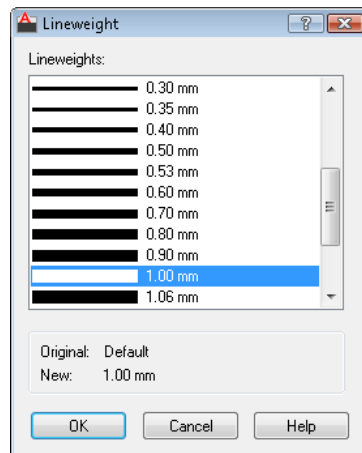 Lineweight
Lineweights:
0.30 mm
0.35 mm
0.40 mm
0.50 mm
0.53 mm
0.60 mm
0.70 mm
0.80 mm
0.90 mm
1.00 mm
1.06 mm
Original: Default
New: 1.00 mm
OK Cancel Help